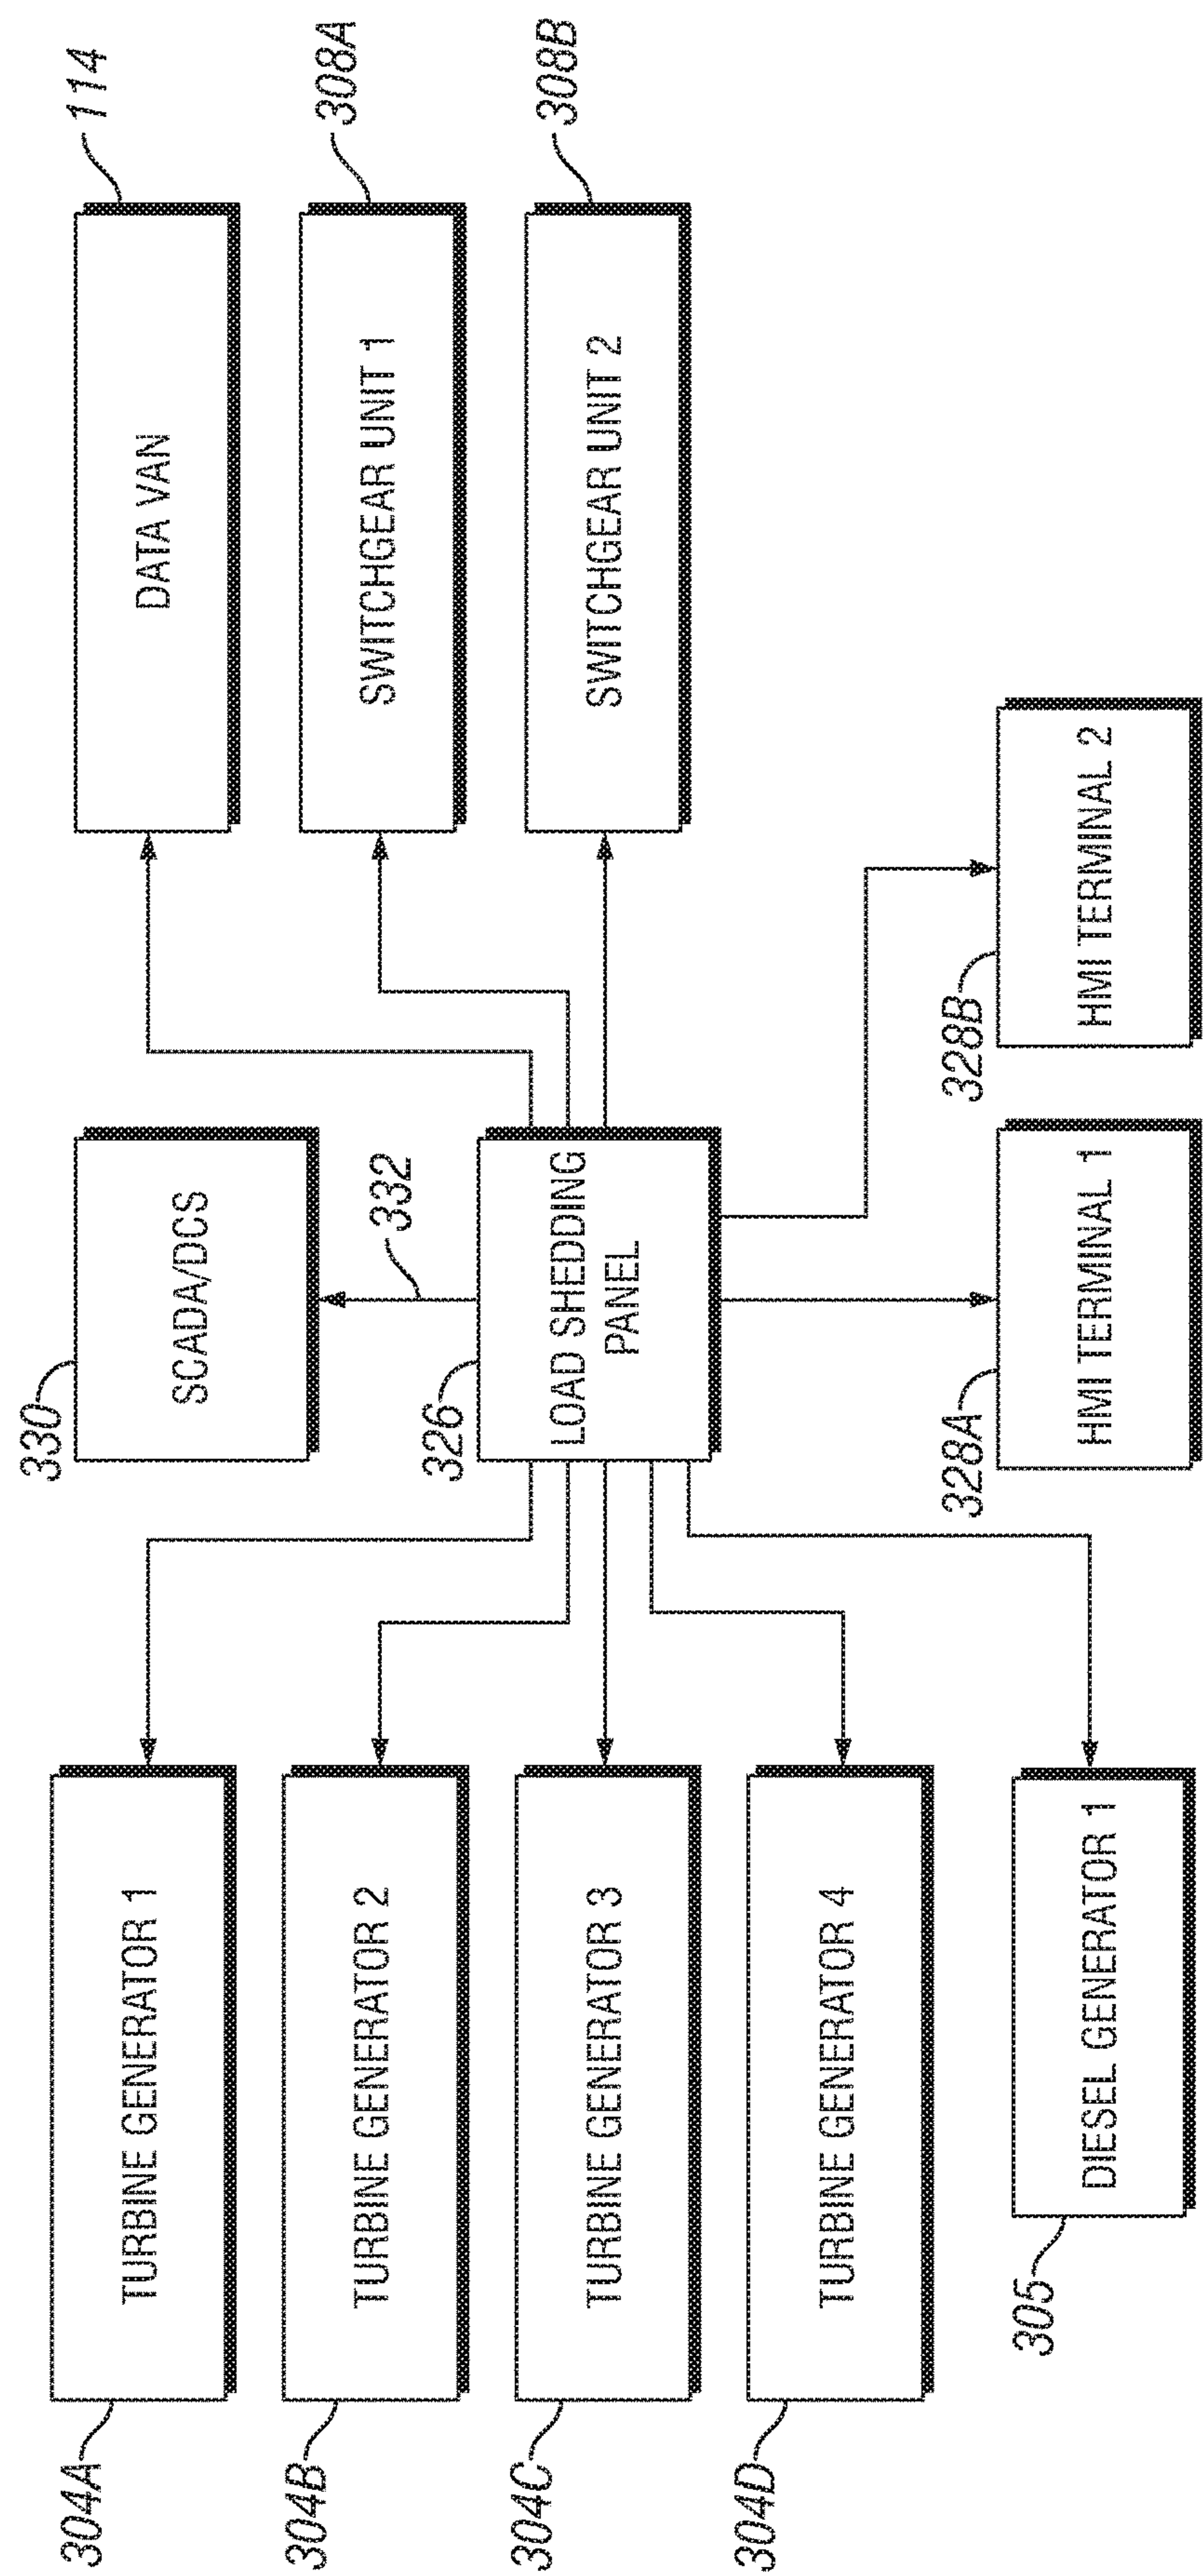 330
SCADA/DCS
114
DATA VAN
304A
TURBINE GENERATOR 1
332
308A
SWITCHGEAR UNIT 1
304B
TURBINE GENERATOR 2
326
LOAD SHEDDING
PANEL
308B
SWITCHGEAR UNIT 2
304C
TURBINE GENERATOR 3
304D
TURBINE GENERATOR 4
328A
HMI TERMINAL 1
328B
HMI TERMINAL 2
305
DIESEL GENERATOR 1